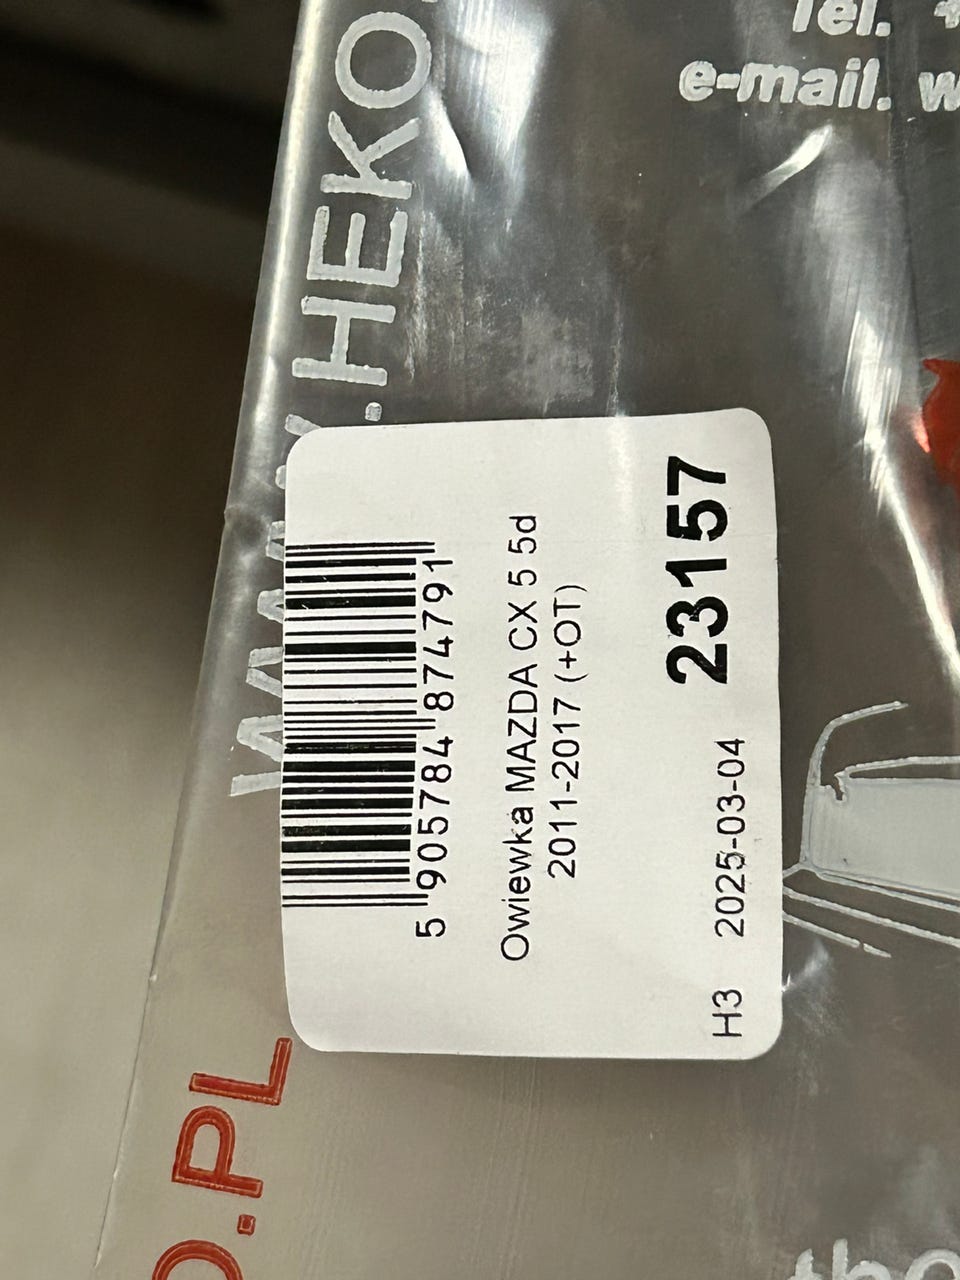 5 905784 874791
Owiewka MAZDA CX 5 5d
2011-2017 (+OT)
H3 2025-03-04 23157
.HEKO.
O.PL
Tel. +
e-mail. w